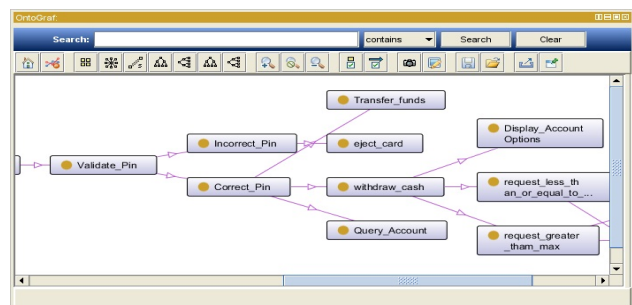 OntoGraf:
Search:
contains
Search
Clear
Transfer_funds
Incorrect_Pin
eject_card
Display_Account
Options
Validate_Pin
Correct_Pin
withdraw_cash
request_less_th
an_or_equal_to_...
Query_Account
request_greater
_tham_max